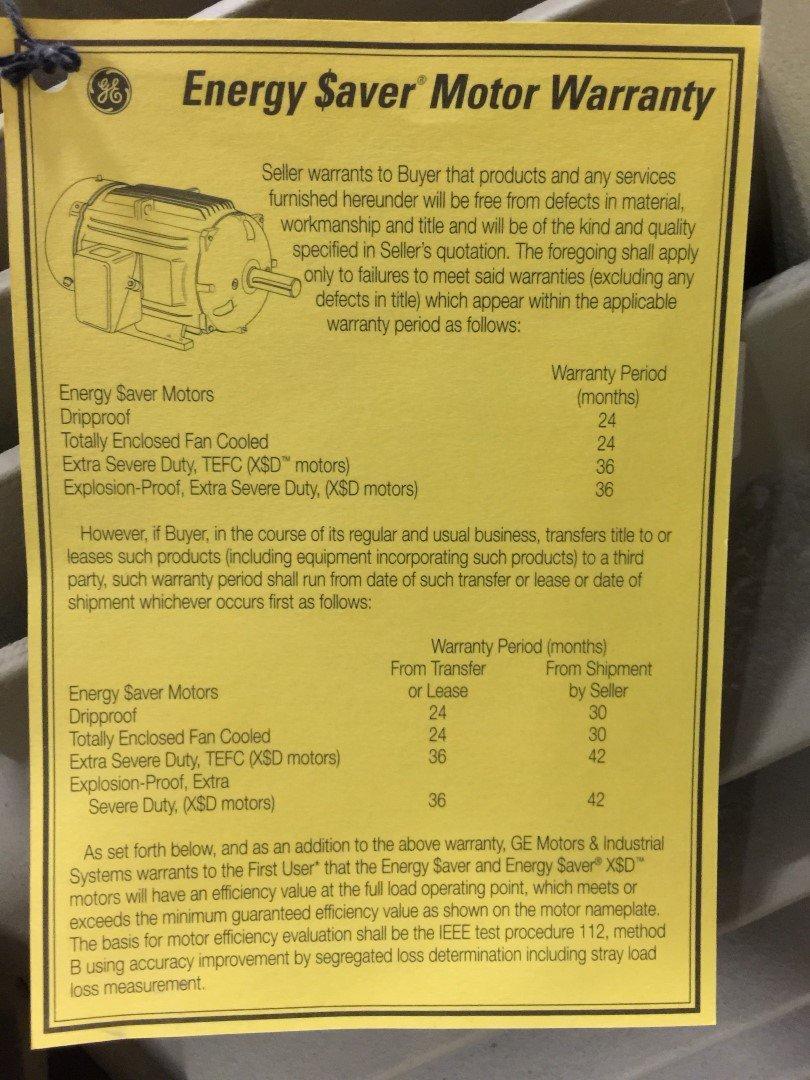 GE
Energy $aver® Motor Warranty
Seller warrants to Buyer that products and any services
furnished hereunder will be free from defects in material,
workmanship and title and will be of the kind and quality
specified in Seller's quotation. The foregoing shall apply
only to failures to meet said warranties (excluding any
defects in title) which appear within the applicable
warranty period as follows:
Warranty Period
Energy $aver Motors (months)
Dripproof 24
Totally Enclosed Fan Cooled 24
Extra Severe Duty, TEFC (X$D™ motors) 36
Explosion-Proof, Extra Severe Duty, (X$D motors) 36
However, if Buyer, in the course of its regular and usual business, transfers title to or
leases such products (including equipment incorporating such products) to a third
party, such warranty period shall run from date of such transfer or lease or date of
shipment whichever occurs first as follows:
Warranty Period (months)
From Transfer From Shipment
Energy $aver Motors or Lease by Seller
Dripproof 24 30
Totally Enclosed Fan Cooled 24 30
Extra Severe Duty, TEFC (X$D motors) 36 42
Explosion-Proof, Extra
Severe Duty, (X$D motors) 36 42
As set forth below, and as an addition to the above warranty, GE Motors & Industrial
Systems warrants to the First User* that the Energy $aver and Energy $aver® X$D™
motors will have an efficiency value at the full load operating point, which meets or
exceeds the minimum guaranteed efficiency value as shown on the motor nameplate.
The basis for motor efficiency evaluation shall be the IEEE test procedure 112, method
B using accuracy improvement by segregated loss determination including stray load
loss measurement.